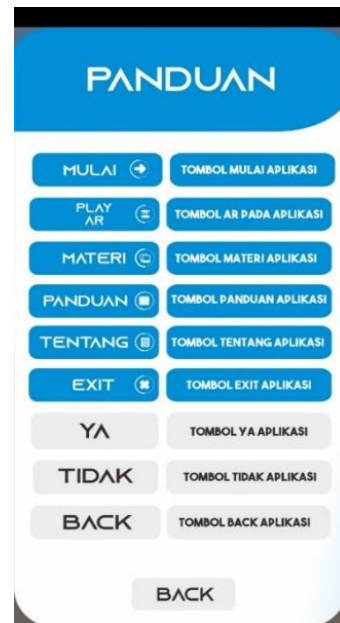 PANDUAN
MULAI
TOMBOL MULAI APLIKASI
PLAY
AR
TOMBOL AR PADA APLIKASI
MATERI
TOMBOL MATERI APLIKASI
PANDUAN
TOMBOL PANDUAN APLIKASI
TENTANG
TOMBOL TENTANG APLIKASI
EXIT
TOMBOL EXIT APLIKASI
YA
TOMBOL YA APLIKASI
TIDAK
TOMBOL TIDAK APLIKASI
BACK
TOMBOL BACK APLIKASI
BACK